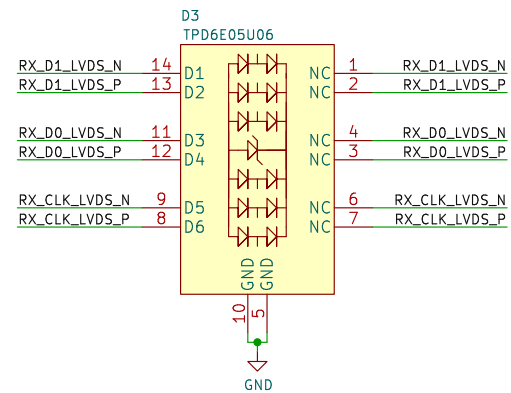 D3
TPD6E05U06
RX_D1_LVDS_N 14 D1 NC 1 RX_D1_LVDS_N
RX_D1_LVDS_P 13 D2 NC 2 RX_D1_LVDS_P
RX_D0_LVDS_N 11 D3 NC 4 RX_D0_LVDS_N
RX_D0_LVDS_P 12 D4 NC 3 RX_D0_LVDS_P
RX_CLK_LVDS_N 9 D5 NC 6 RX_CLK_LVDS_N
RX_CLK_LVDS_P 8 D6 NC 7 RX_CLK_LVDS_P
GND GND
10 5
GND